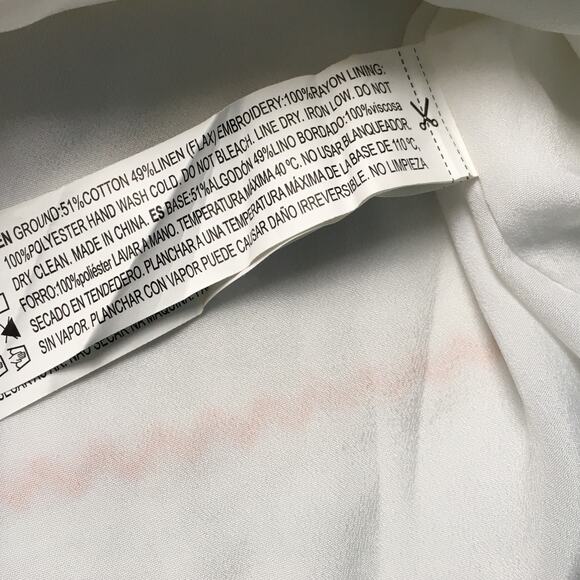 EN GROUND:51%COTTON 49%LINEN (FLAX) EMBROIDERY:100%RAYON LINING:
100%POLYESTER HAND WASH COLD. DO NOT BLEACH. LINE DRY. IRON LOW. DO NOT
DRY CLEAN. MADE IN CHINA. ES BASE:51%ALGODÓN 49%LINO BORDADO:100%viscosa
FORRO:100%poliéster LAVAR A MANO. TEMPERATURA MÁXIMA 40 ºC. NO USAR BLANQUEADOR.
SECADO EN TENDEDERO. PLANCHAR A UNA TEMPERATURA MÁXIMA DE LA BASE DE 110 ºC,
SIN VAPOR. PLANCHAR CON VAPOR PUEDE CAUSAR DAÑO IRREVERSIBLE. NO LIMPIEZA